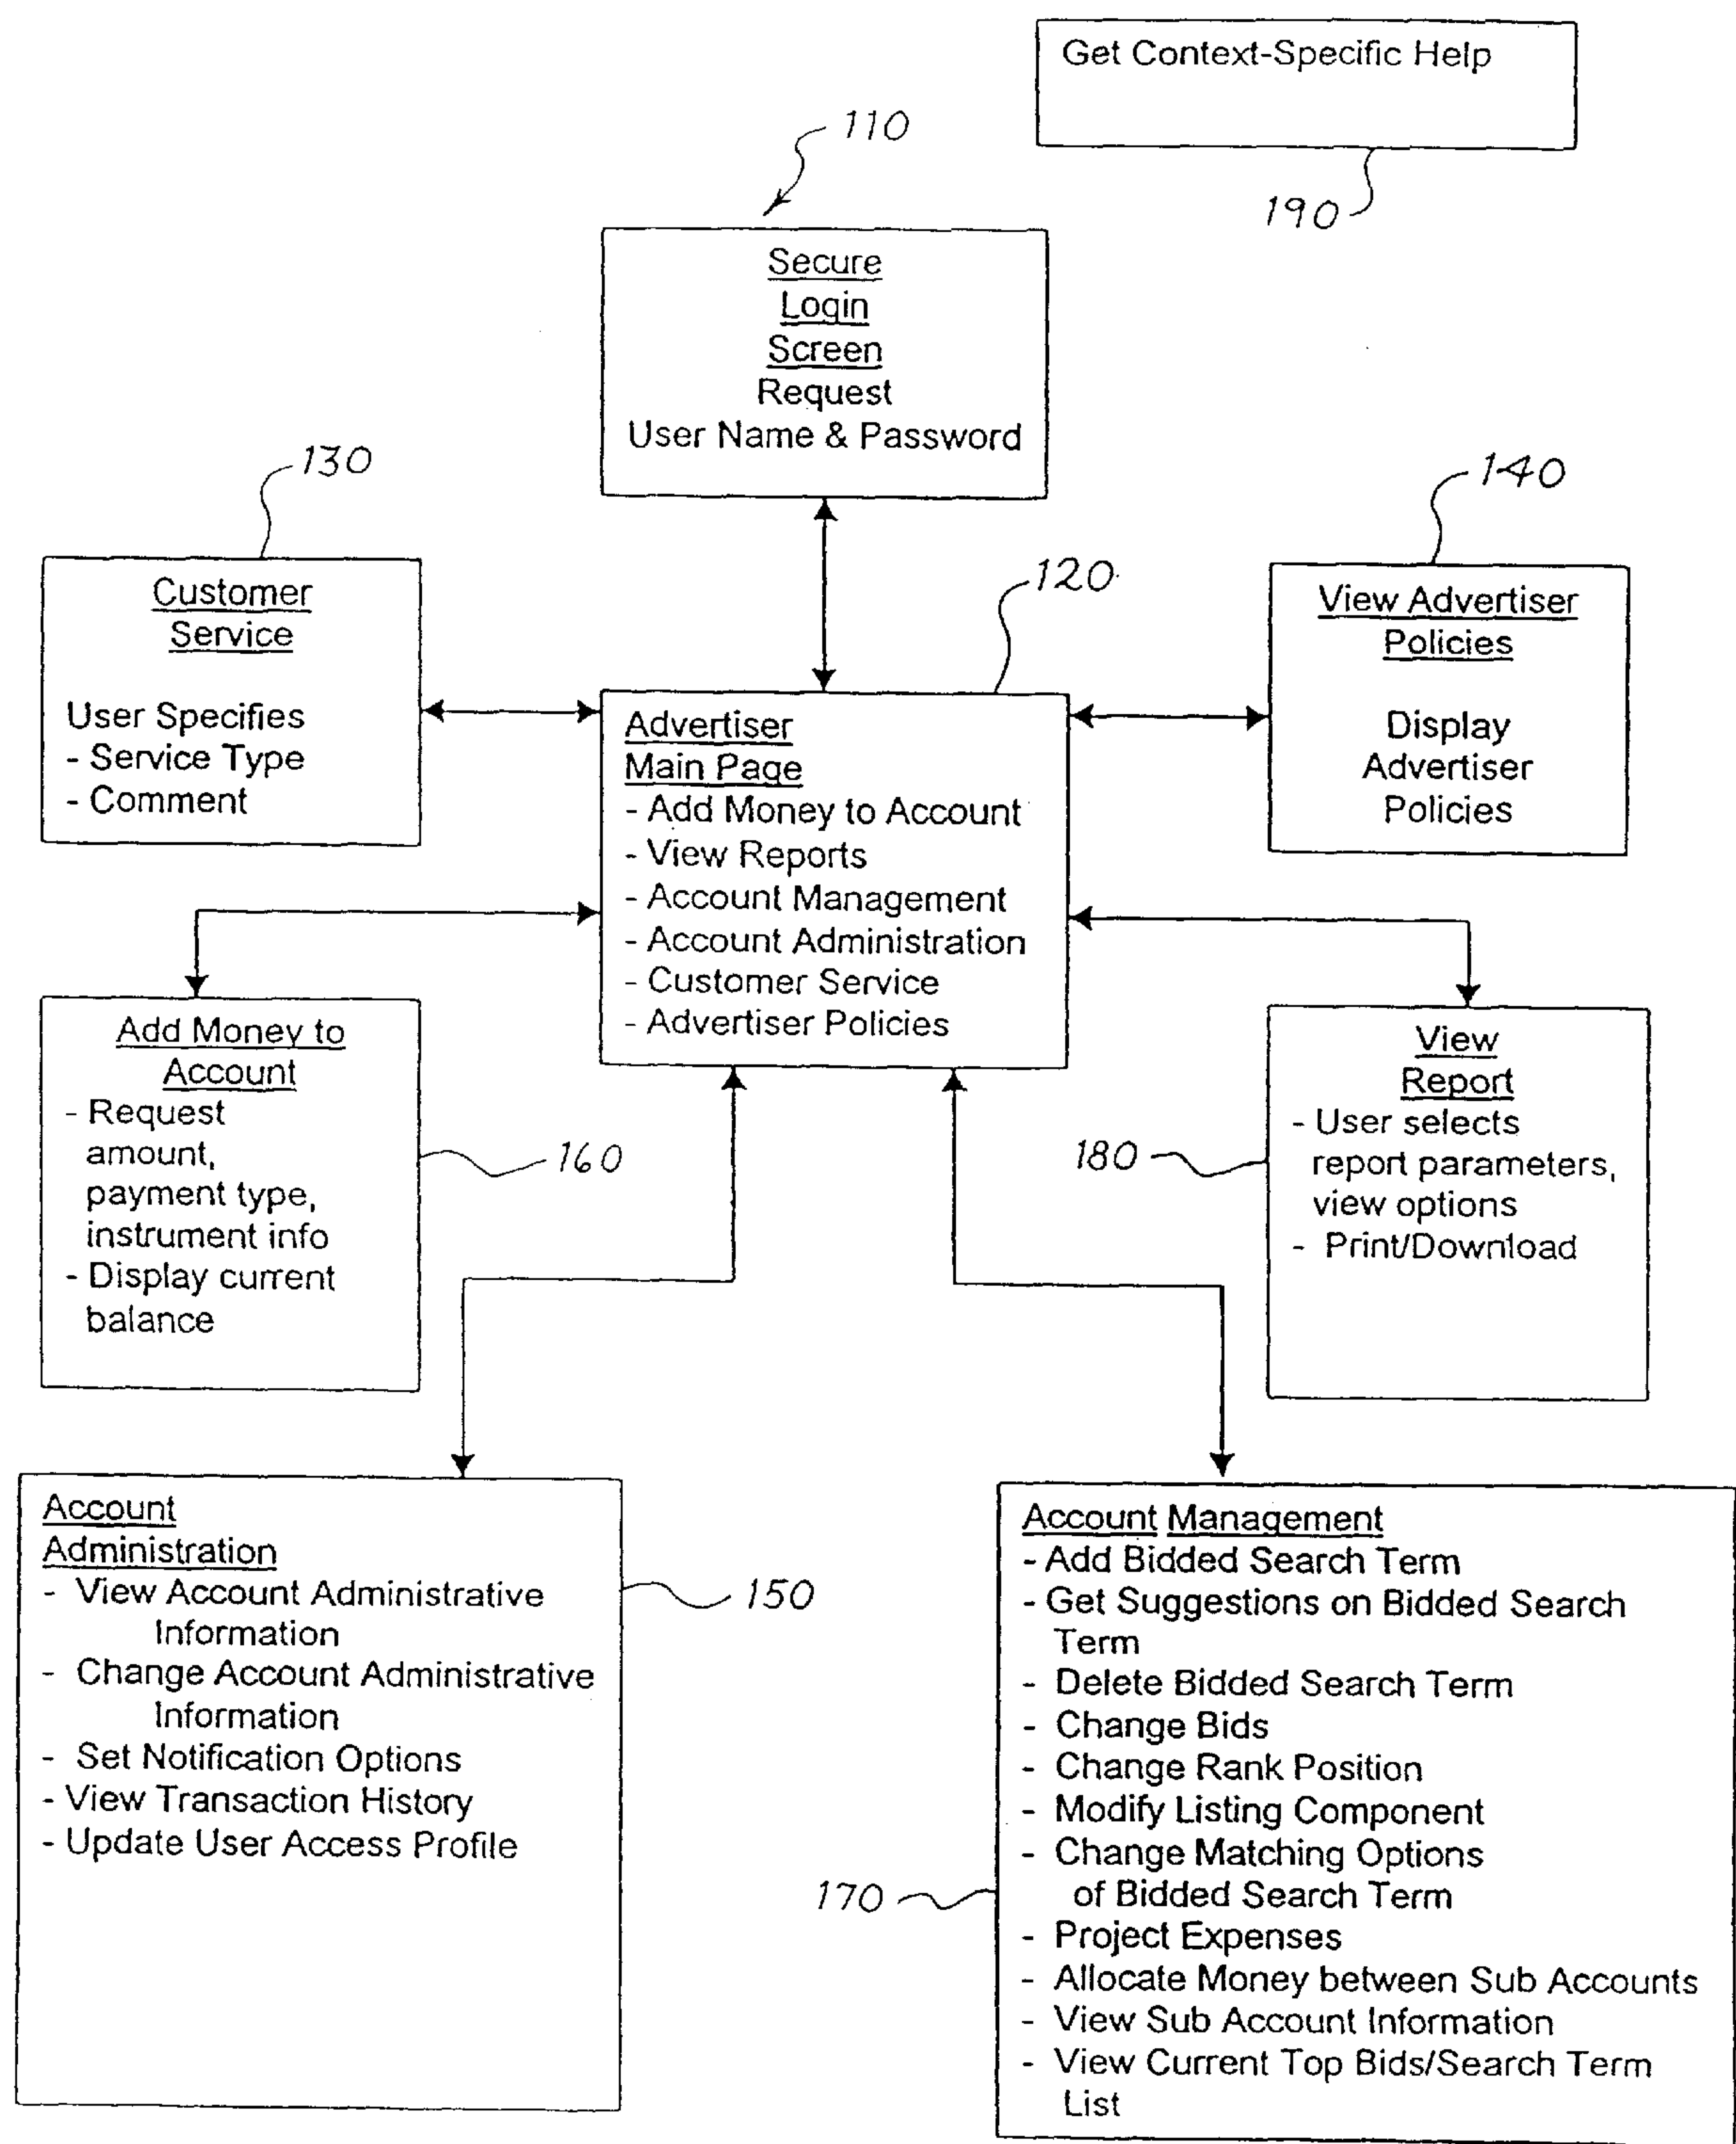 Get Context-Specific Help
190
110
Secure
Login
Screen
Request
User Name & Password
130
Customer
Service
User Specifies
- Service Type
- Comment
140
View Advertiser
Policies
Display
Advertiser
Policies
120
Advertiser
Main Page
- Add Money to Account
- View Reports
- Account Management
- Account Administration
- Customer Service
- Advertiser Policies
Add Money to
Account
- Request
amount,
payment type,
instrument info
- Display current
balance
160
180
View
Report
- User selects
report parameters,
view options
- Print/Download
Account
Administration
- View Account Administrative
Information
- Change Account Administrative
Information
- Set Notification Options
- View Transaction History
- Update User Access Profile
150
170
Account Management
- Add Bidded Search Term
- Get Suggestions on Bidded Search
Term
- Delete Bidded Search Term
- Change Bids
- Change Rank Position
- Modify Listing Component
- Change Matching Options
of Bidded Search Term
- Project Expenses
- Allocate Money between Sub Accounts
- View Sub Account Information
- View Current Top Bids/Search Term
List